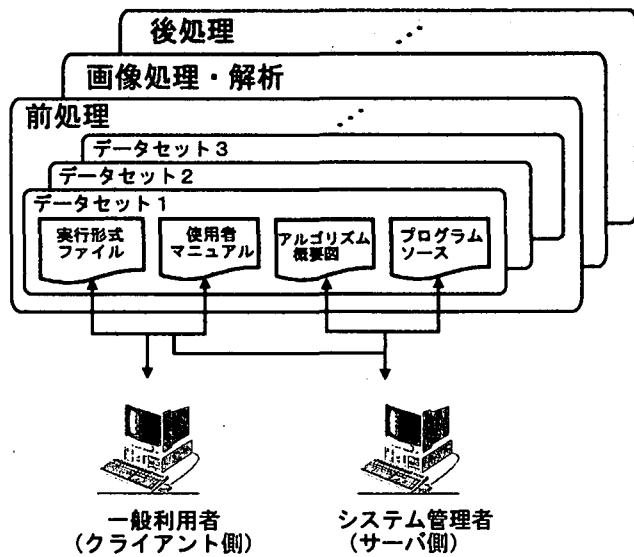 後処理
画像処理・解析
前処理
データセット3
データセット2
データセット1
実行形式
ファイル
使用者
マニュアル
アルゴリズム
概要図
プログラム
ソース
一般利用者
(クライアント側)
システム管理者
(サーバ側)